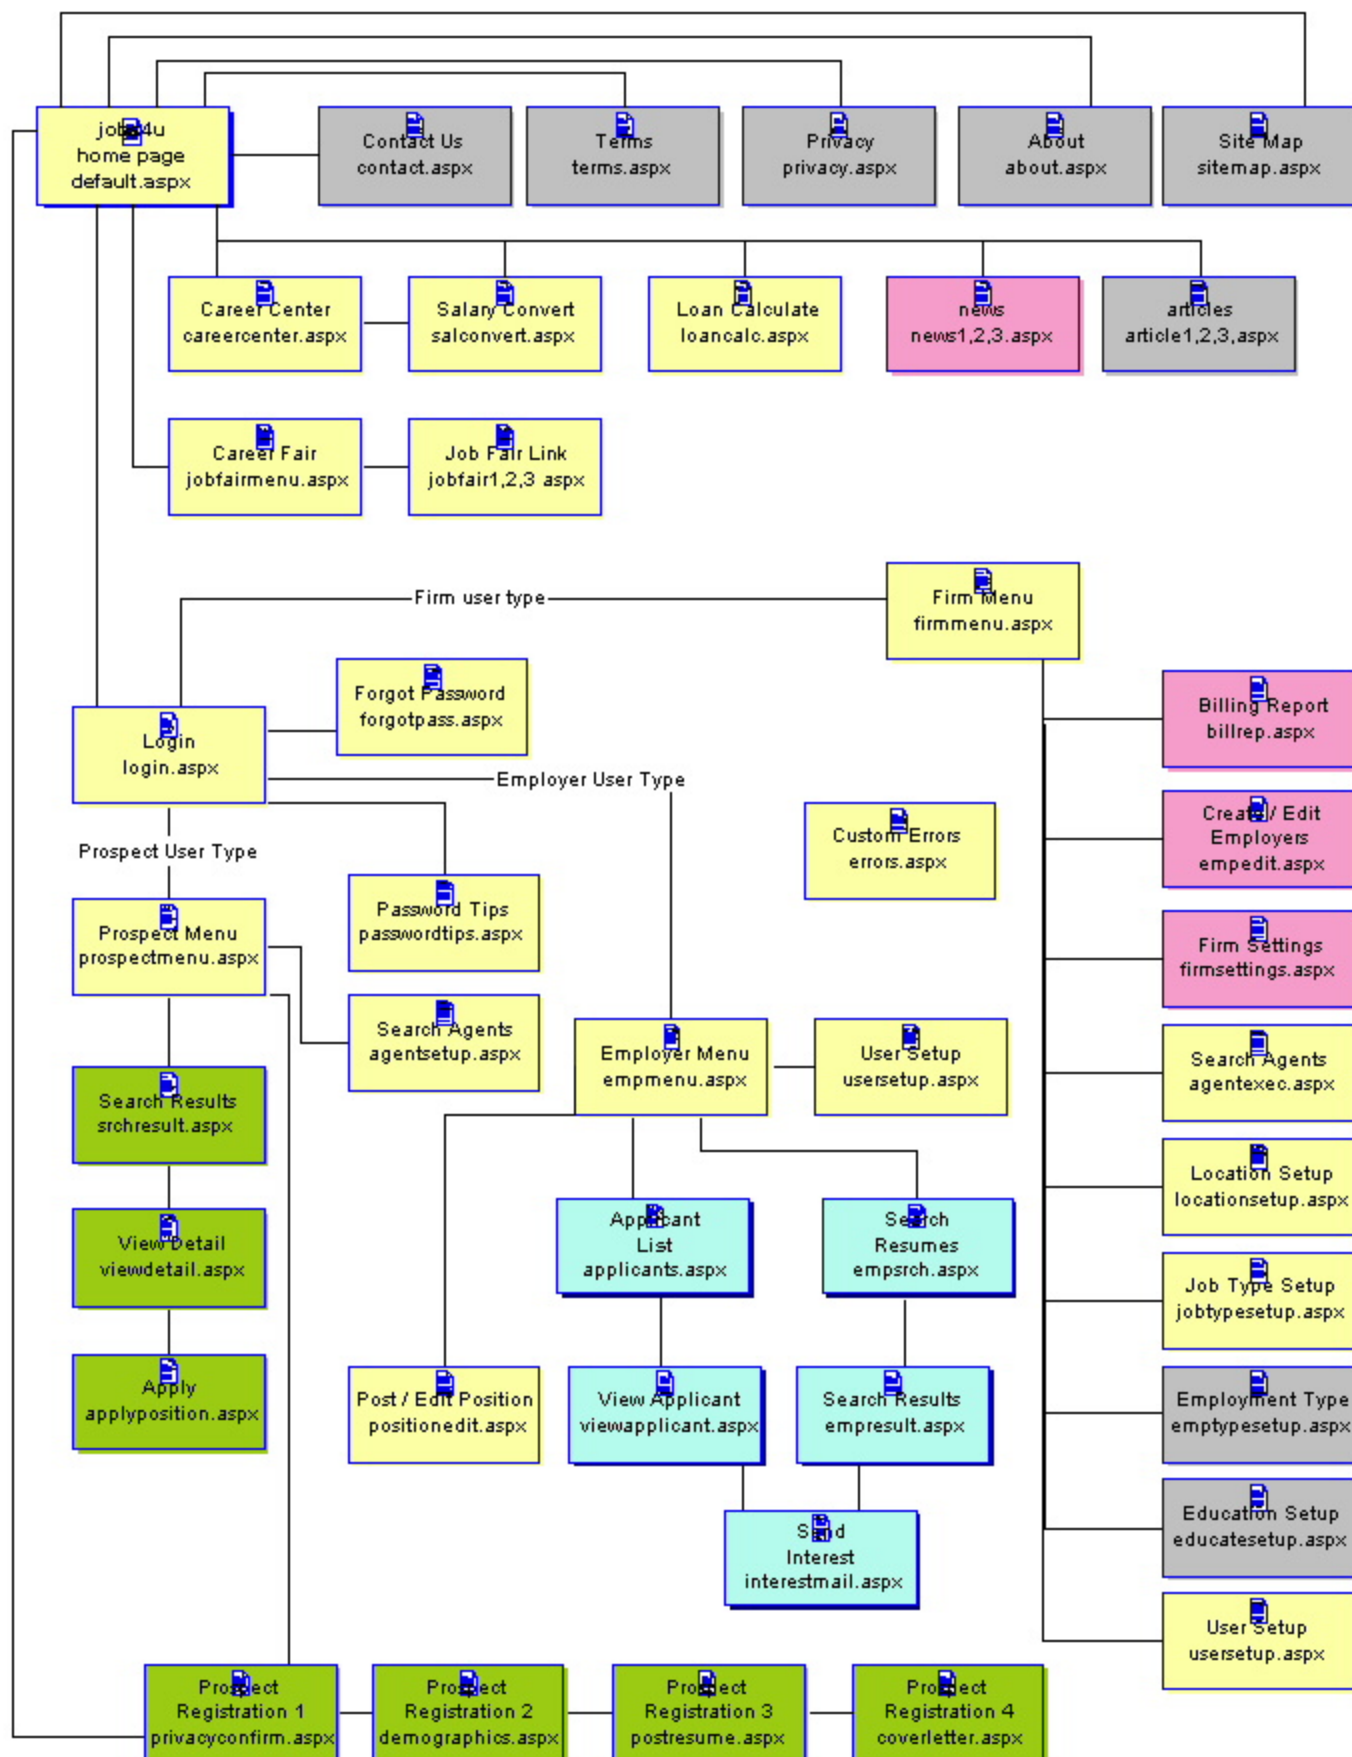 jobs4u
home page
default.aspx
Contact Us
contact.aspx
Terms
terms.aspx
Privacy
privacy.aspx
About
about.aspx
Site Map
sitemap.aspx
Career Center
careercenter.aspx
Salary Convert
salconvert.aspx
Loan Calculate
loancalc.aspx
news
news1,2,3.aspx
articles
article1,2,3,aspx
Career Fair
jobfairmenu.aspx
Job Fair Link
jobfair1,2,3 aspx
Firm user type
Firm Menu
firmmenu.aspx
Forgot Password
forgotpass.aspx
Billing Report
billrep.aspx
Login
login.aspx
Employer User Type
Create / Edit
Employers
empedit.aspx
Custom Errors
errors.aspx
Prospect User Type
Password Tips
passwordtips.aspx
Prospect Menu
prospectmenu.aspx
Firm Settings
firmsettings.aspx
Search Agents
agentsetup.aspx
Employer Menu
empmenu.aspx
User Setup
usersetup.aspx
Search Agents
agentexec.aspx
Search Results
srchresult.aspx
Location Setup
locationsetup.aspx
Applicant
List
applicants.aspx
Search
Resumes
empsrch.aspx
View Detail
viewdetail.aspx
Job Type Setup
jobtypesetup.aspx
Apply
applyposition.aspx
Post / Edit Position
positionedit.aspx
View Applicant
viewapplicant.aspx
Search Results
empresult.aspx
Employment Type
emptypesetup.aspx
Education Setup
educatesetup.aspx
Send
Interest
interestmail.aspx
User Setup
usersetup.aspx
Prospect
Registration 1
privacyconfirm.aspx
Prospect
Registration 2
demographics.aspx
Prospect
Registration 3
postresume.aspx
Prospect
Registration 4
coverletter.aspx